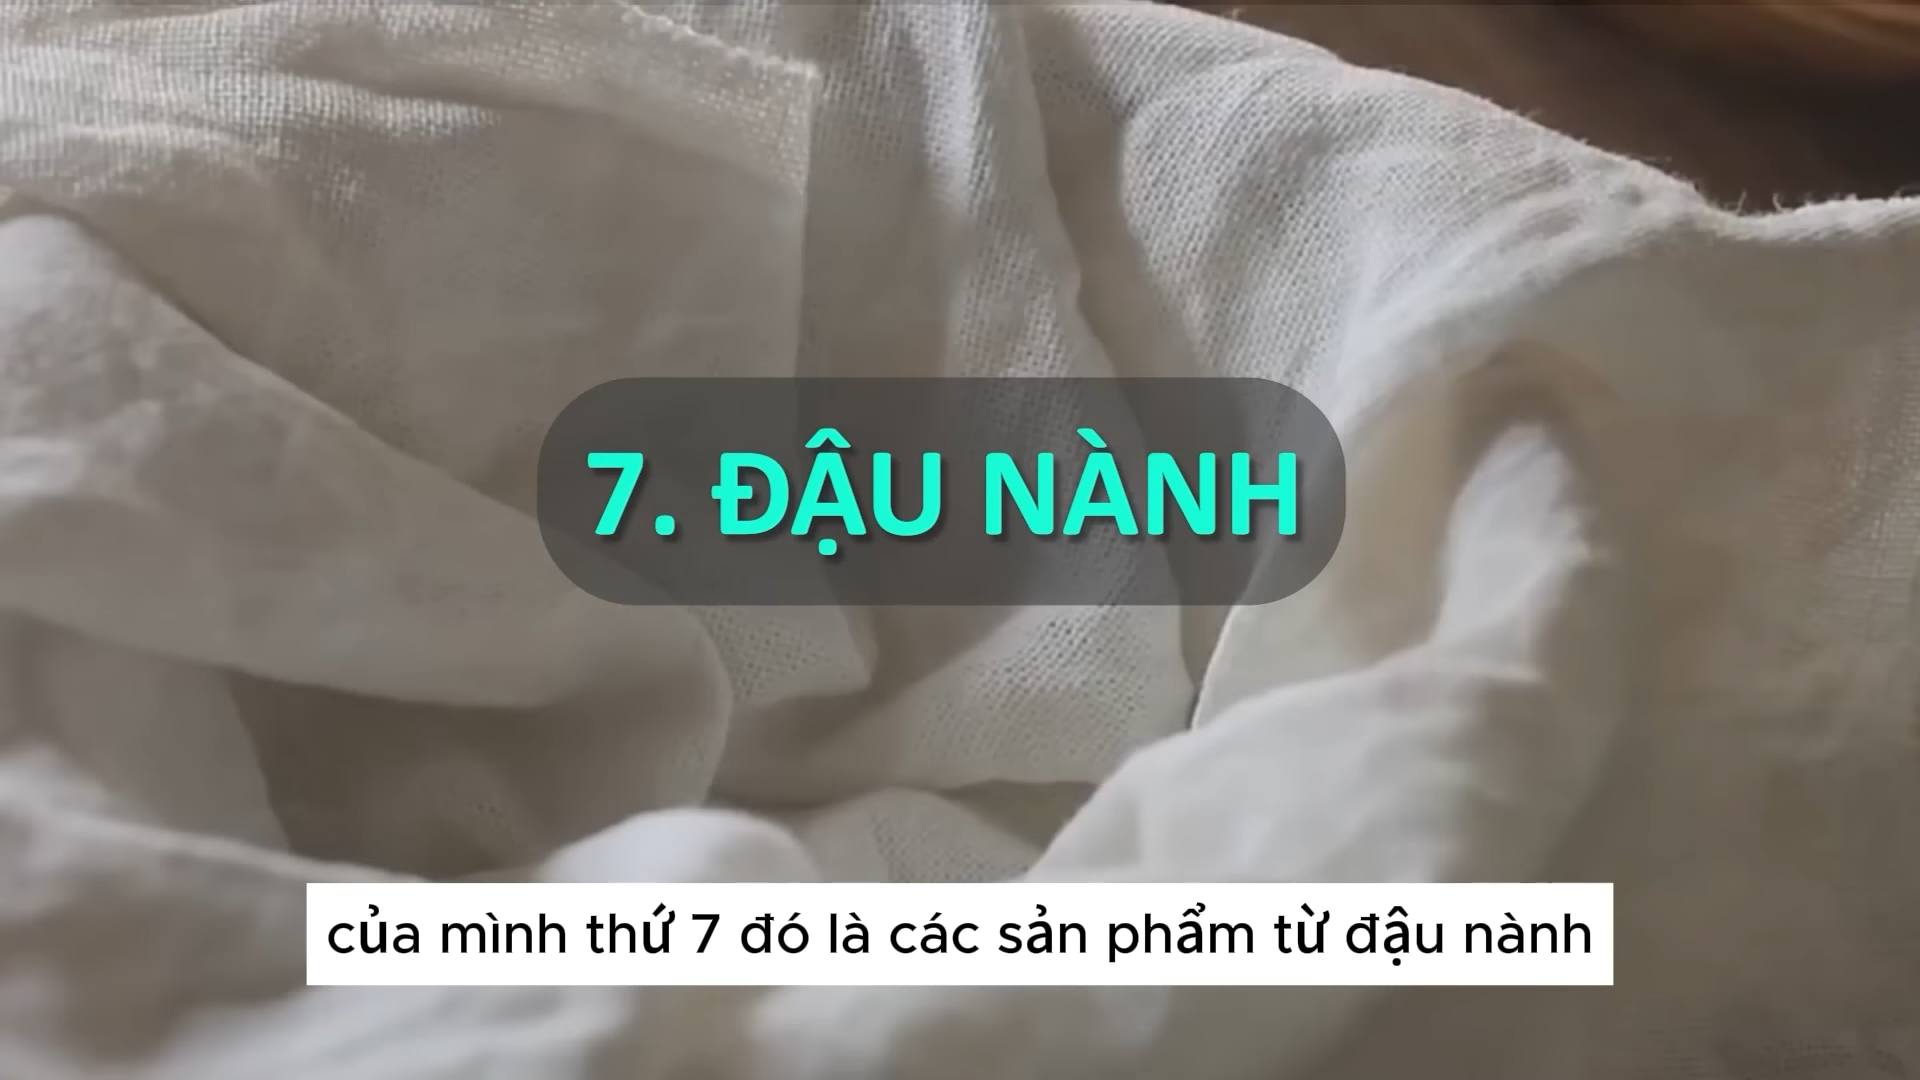 7. ĐẬU NÀNH
của mình thứ 7 đó là các sản phẩm từ đậu nành